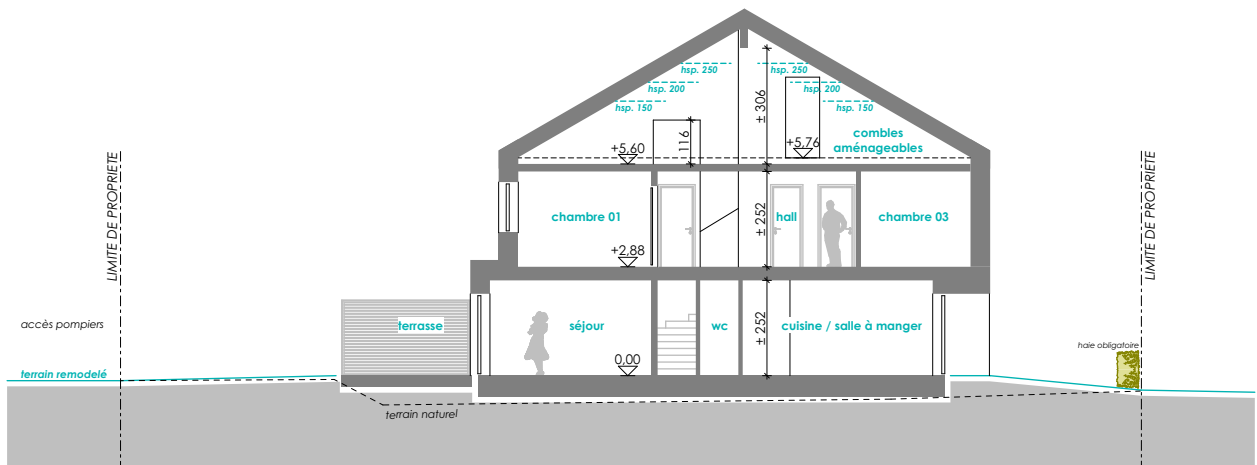 hsp. 250
hsp. 250
hsp. 200
hsp. 200
hsp. 150
hsp. 150
± 306
116
combles
aménageables
+5,60
+5,76
LIMITE DE PROPRIETE
LIMITE DE PROPRIETE
chambre 01
hall
chambre 03
± 252
+2,88
accès pompiers
terrasse
séjour
wc
cuisine / salle à manger
± 252
haie obligatoire
0,00
terrain remodelé
terrain naturel